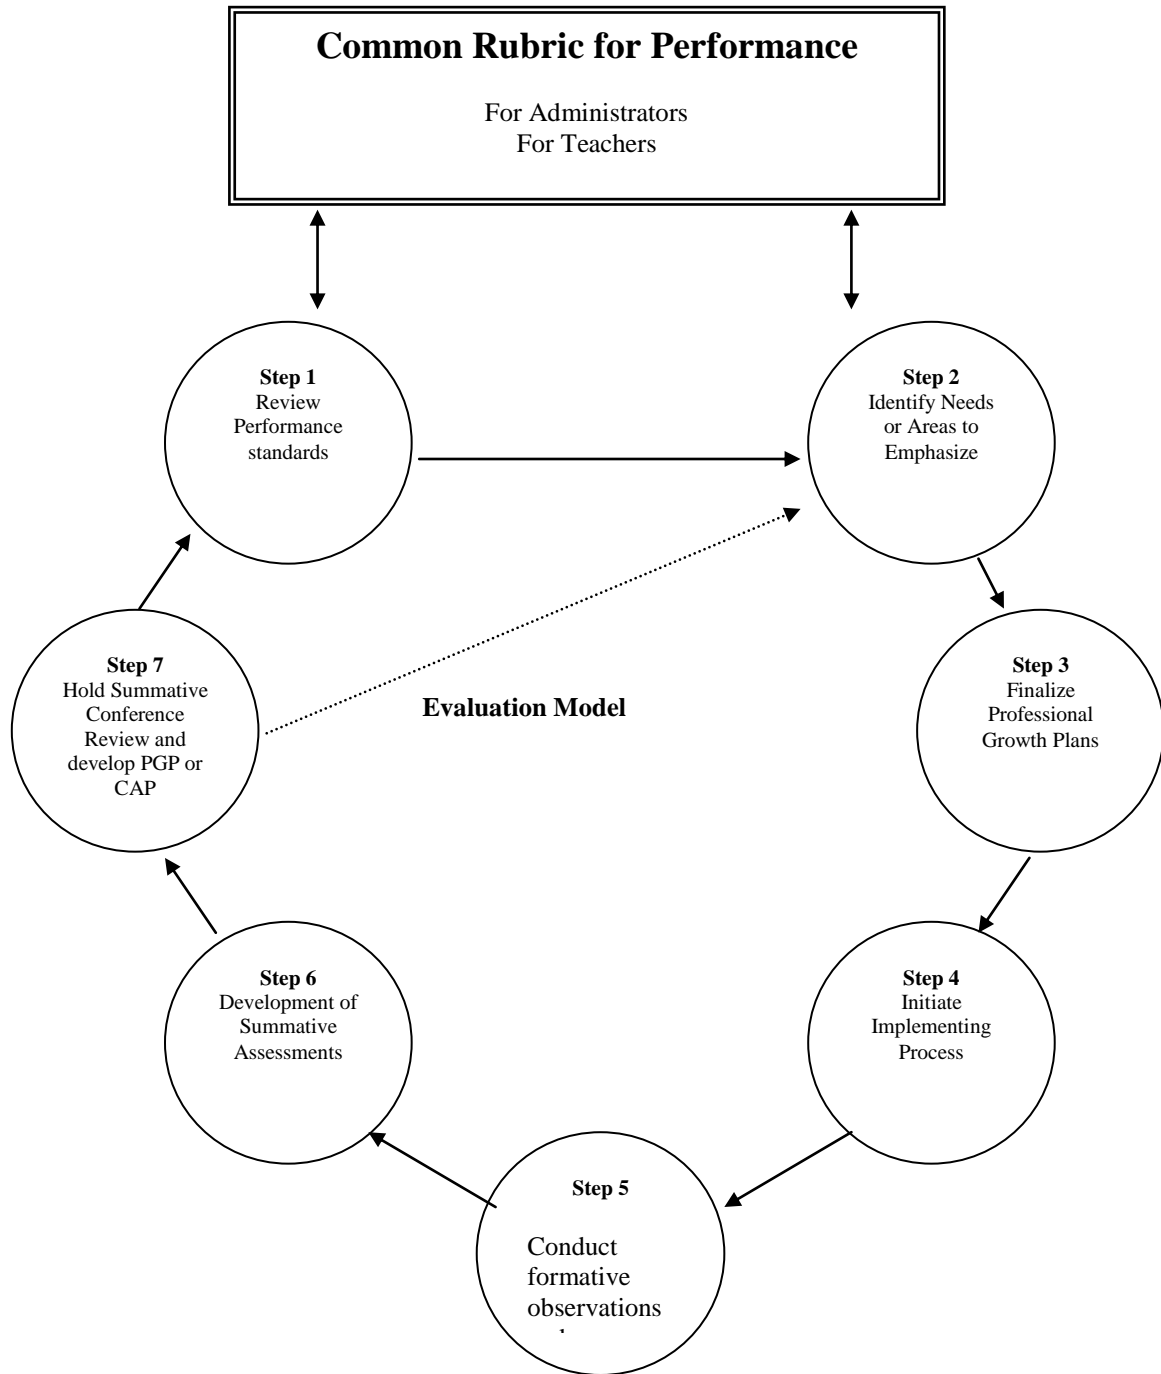 Common Rubric for Performance
For Administrators
For Teachers
Step 1
Review
Performance
standards
Step 2
Identify Needs
or Areas to
Emphasize
Step 7
Hold Summative
Conference
Review and
develop PGP or
CAP
Evaluation Model
Step 3
Finalize
Professional
Growth Plans
Step 6
Development of
Summative
Assessments
Step 4
Initiate
Implementing
Process
Step 5
Conduct
formative
observations